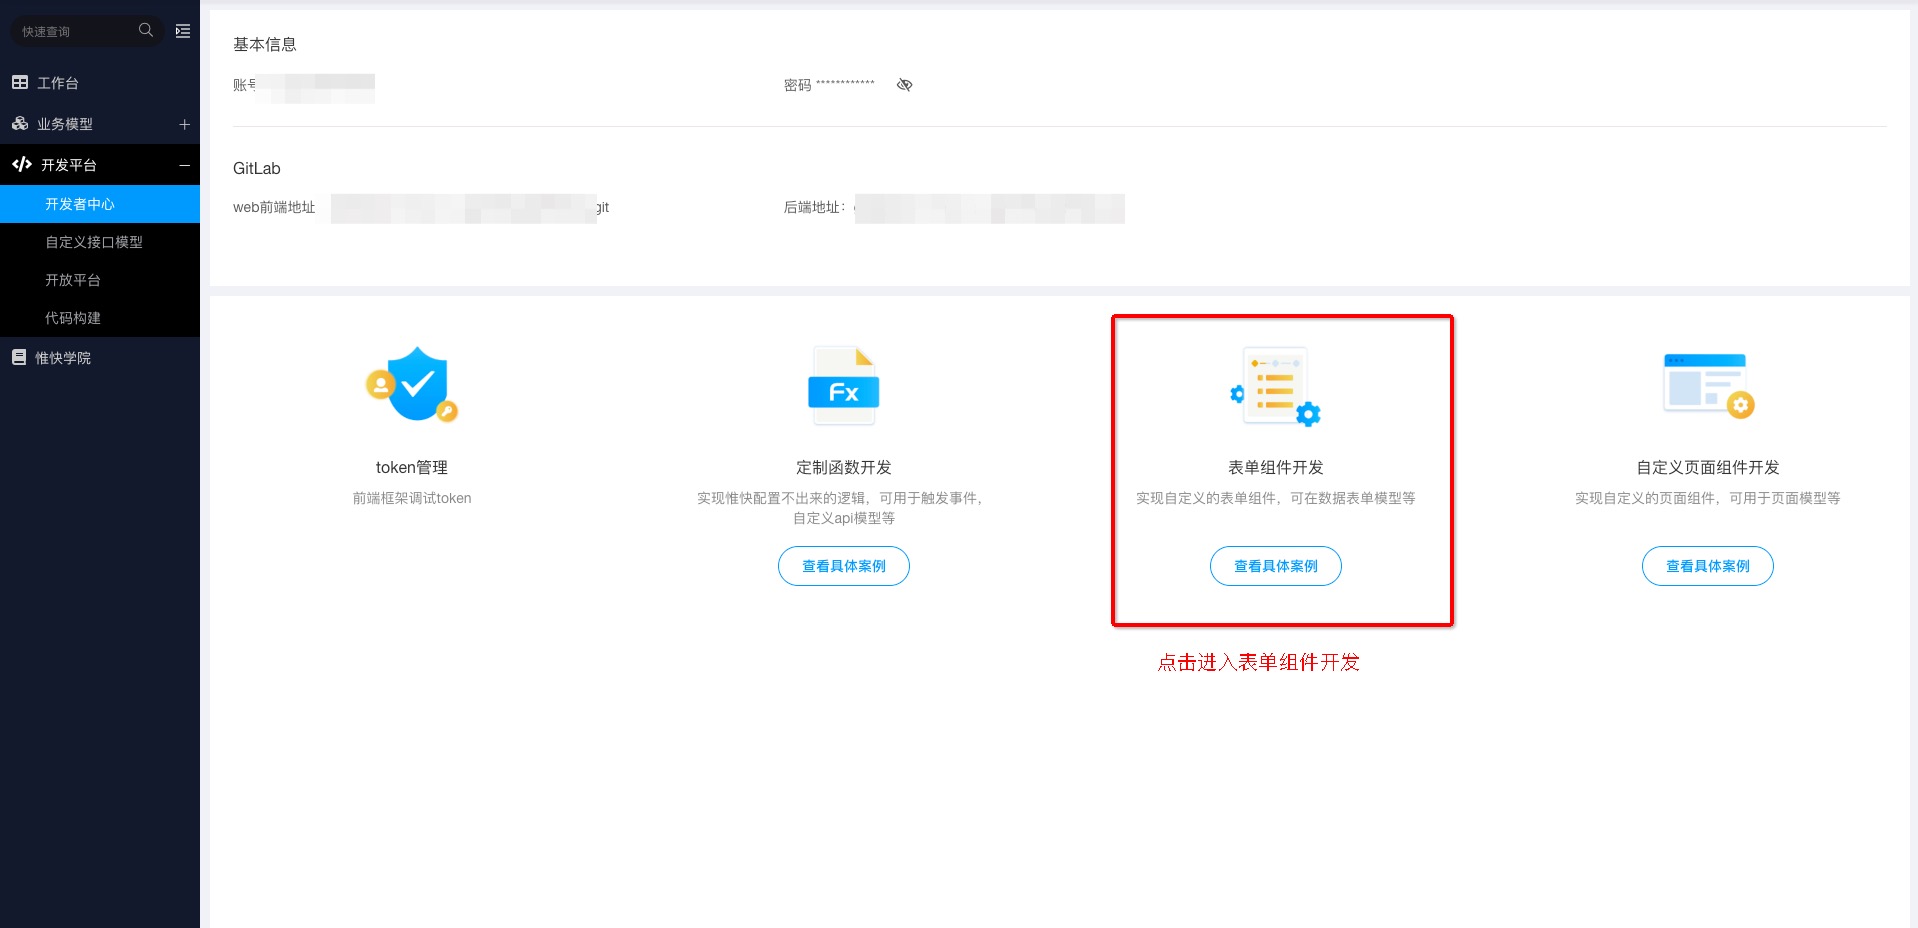 快速查询
工作台
业务模型
开发平台
开发者中心
自定义接口模型
开放平台
代码构建
惟快学院
基本信息
账号
密码 ************
GitLab
web前端地址 git
后端地址：
token管理
前端框架调试token
定制函数开发
实现惟快配置不出来的逻辑，可用于触发事件，
自定义api模型等
查看具体案例
表单组件开发
实现自定义的表单组件，可在数据表单模型等
查看具体案例
自定义页面组件开发
实现自定义的页面组件，可用于页面模型等
查看具体案例
点击进入表单组件开发